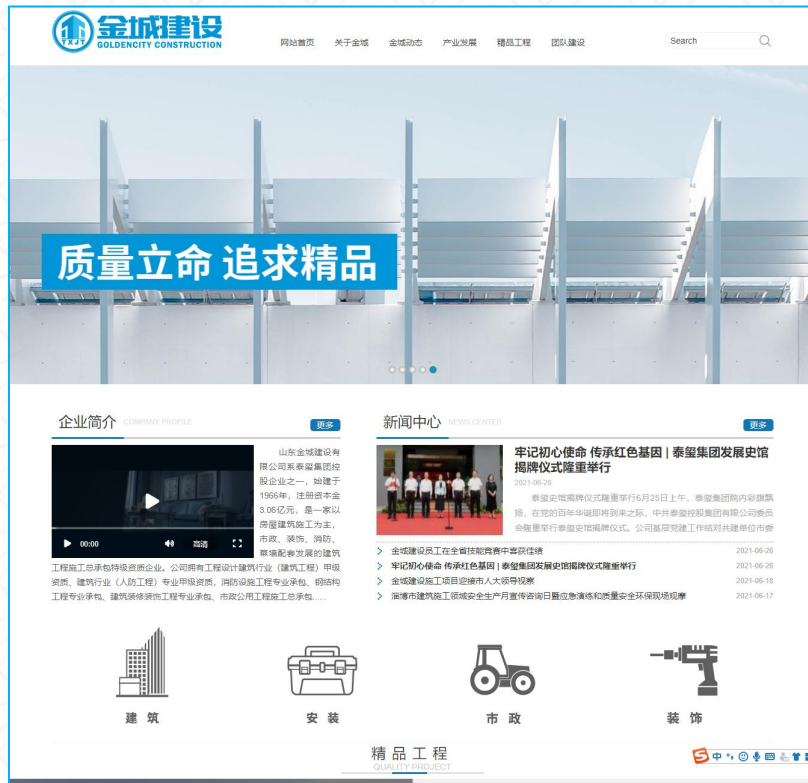 金城建设
TXJT
GOLDENCITY CONSTRUCTION
网站首页 关于金城 金城动态 产业发展 精品工程 团队建设
Search
质量立命 追求精品
企业简介 COMPANY PROFILE 更多
山东金城建设有
限公司系泰玺集团控
股企业之一，始建于
1966年，注册资本金
3.06亿元，是一家以
房屋建筑施工为主，
市政、装饰、消防、
幕墙配套发展的建筑
工程施工总承包特级资质企业。公司拥有工程设计建筑行业（建筑工程）甲级
资质、建筑行业（人防工程）专业甲级资质，消防设施工程专业承包、钢结构
工程专业承包、建筑装修装饰工程专业承包、市政公用工程施工总承包......
00:00 高清
新闻中心 NEWS CENTER 更多
牢记初心使命 传承红色基因 | 泰玺集团发展史馆
揭牌仪式隆重举行
2021-06-26
泰玺史馆揭牌仪式隆重举行6月25日上午，泰玺集团院内彩旗飘
扬，在党的百年华诞即将到来之际，中共泰玺控股集团有限公司委员
会隆重举行泰玺史馆揭牌仪式。公司基层党建工作结对共建单位市委
金城建设员工在全省技能竞赛中喜获佳绩 2021-06-26
牢记初心使命 传承红色基因 | 泰玺集团发展史馆揭牌仪式隆重举行 2021-06-26
金城建设施工项目迎接市人大领导视察 2021-06-18
淄博市建筑施工领域安全生产月宣传咨询日暨应急演练和质量安全环保现场观摩 2021-06-17
建 筑
安 装
市 政
装 饰
精品工程
QUALITY PROJECT
中